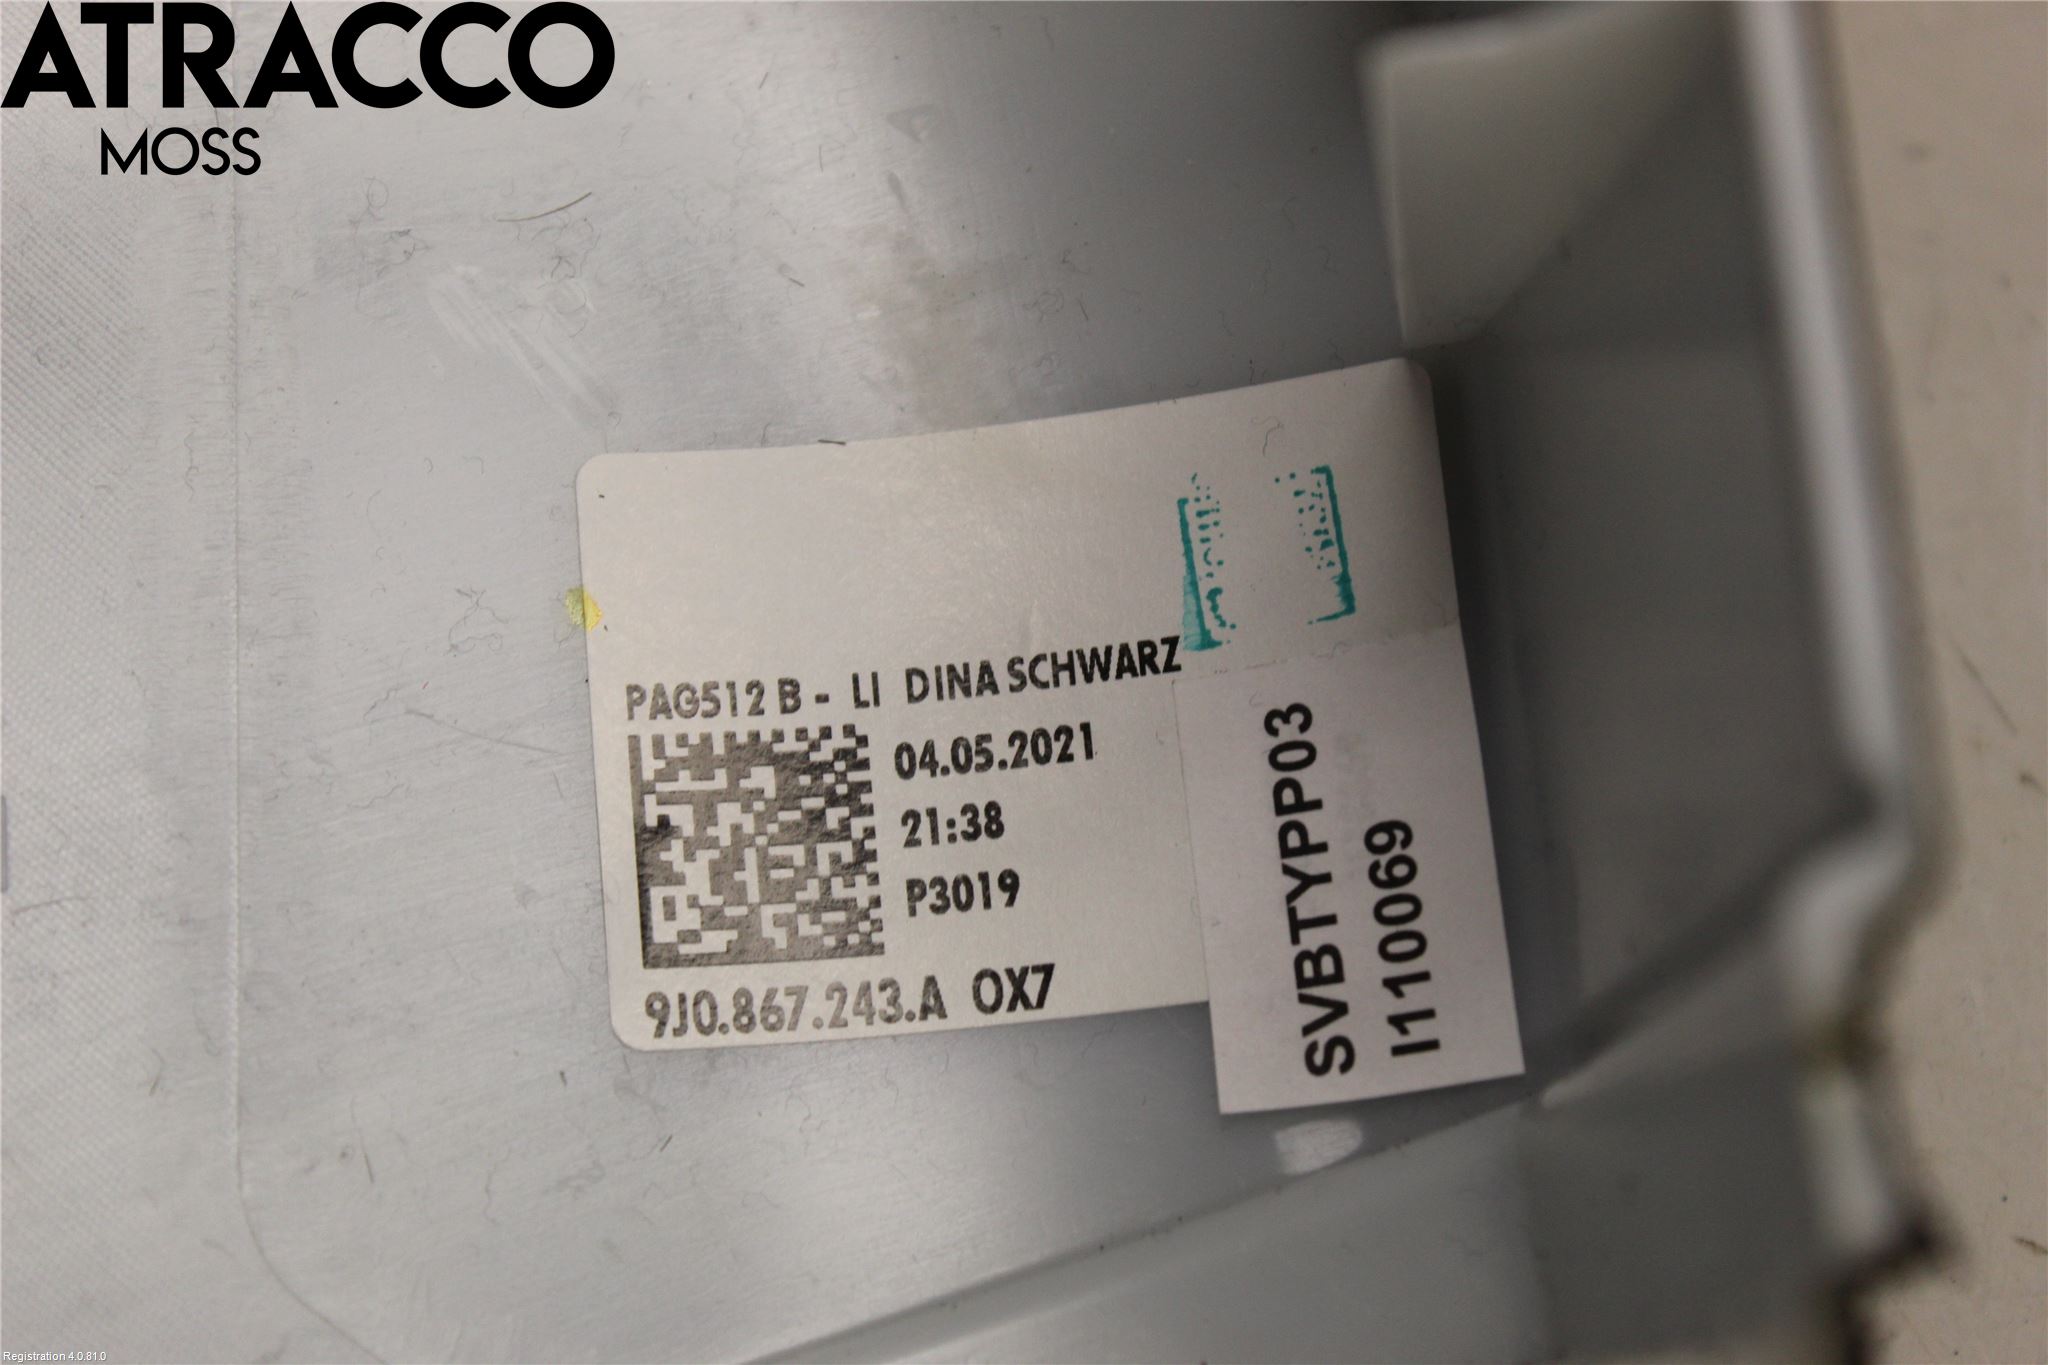 ATRACCO
MOSS
PAG512 B - LI DINA SCHWARZ
04.05.2021
21:38
P3019
9J0.867.243.A OX7
SVBTYPP03
I110069
Registration 4.0.81.0